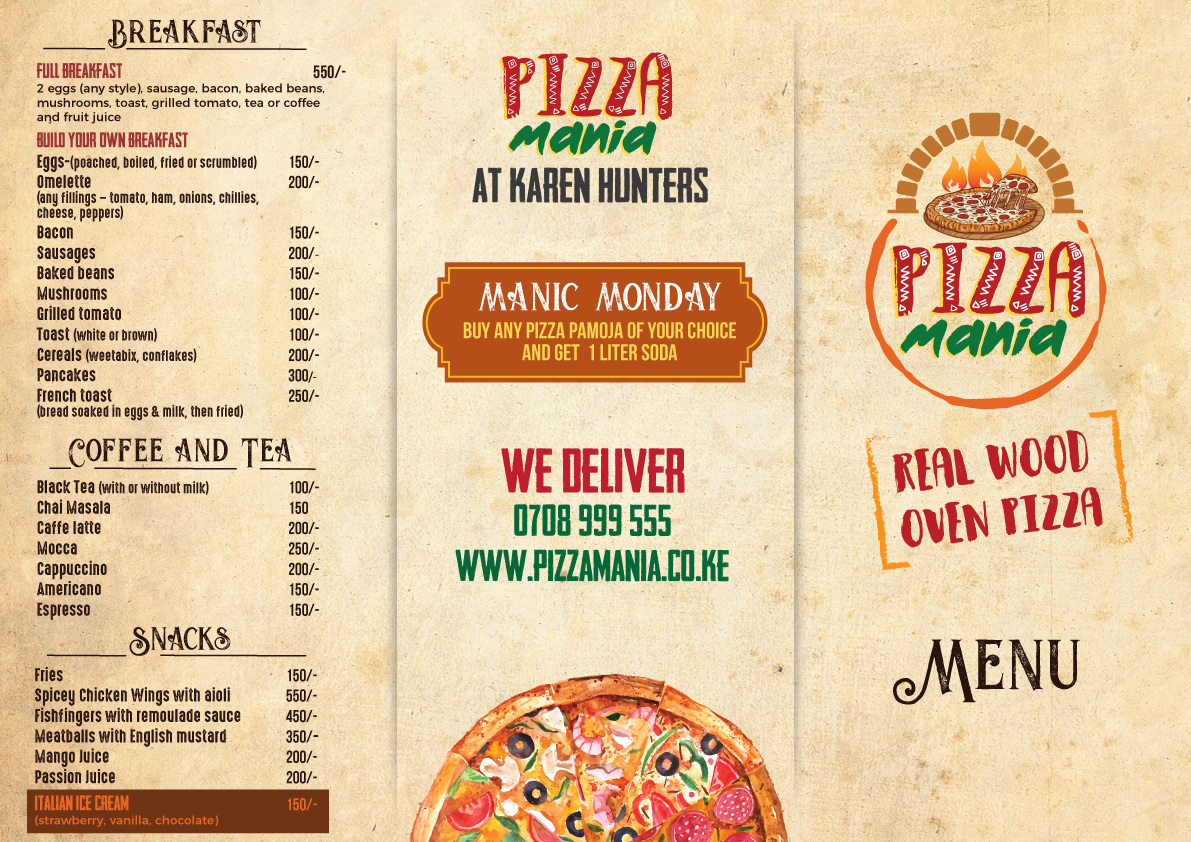 BREAKFAST
FULL BREAKFAST 550/-
2 eggs (any style), sausage, bacon, baked beans,
mushrooms, toast, grilled tomato, tea or coffee
and fruit juice
BUILD YOUR OWN BREAKFAST
Eggs-(poached, boiled, fried or scrumbled) 150/-
Omelette 200/-
(any fillings – tomato, ham, onions, chillies,
cheese, peppers)
Bacon 150/-
Sausages 200/-
Baked beans 150/-
Mushrooms 100/-
Grilled tomato 100/-
Toast (white or brown) 100/-
Cereals (weetabix, conflakes) 200/-
Pancakes 300/-
French toast 250/-
(bread soaked in eggs & milk, then fried)
COFFEE AND TEA
Black Tea (with or without milk) 100/-
Chai Masala 150
Caffe latte 200/-
Mocca 250/-
Cappuccino 200/-
Americano 150/-
Espresso 150/-
SNACKS
Fries 150/-
Spicey Chicken Wings with aioli 550/-
Fishfingers with remoulade sauce 450/-
Meatballs with English mustard 350/-
Mango Juice 200/-
Passion Juice 200/-
ITALIAN ICE CREAM 150/-
(strawberry, vanilla, chocolate)
PIZZA
mania
AT KAREN HUNTERS
MANIC MONDAY
BUY ANY PIZZA PAMOJA OF YOUR CHOICE
AND GET 1 LITER SODA
WE DELIVER
0708 999 555
WWW.PIZZAMANIA.CO.KE
PIZZA
mania
REAL WOOD
OVEN PIZZA
MENU